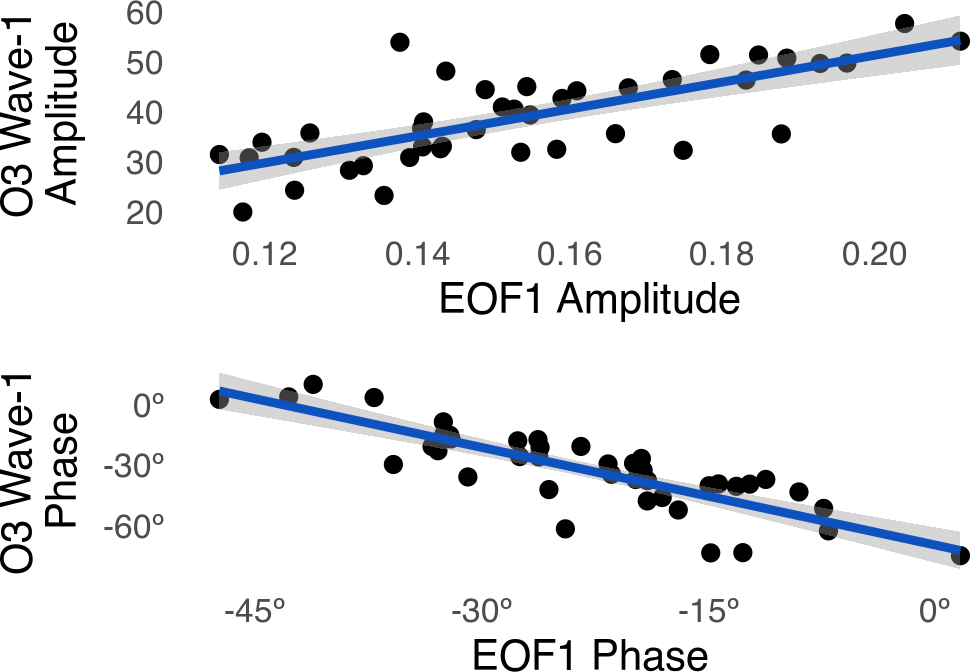 O3 Wave-1
Amplitude
60
50
40
30
20
0.12 0.14 0.16 0.18 0.20
EOF1 Amplitude
O3 Wave-1
Phase
0º
-30º
-60º
-45º -30º -15º 0º
EOF1 Phase